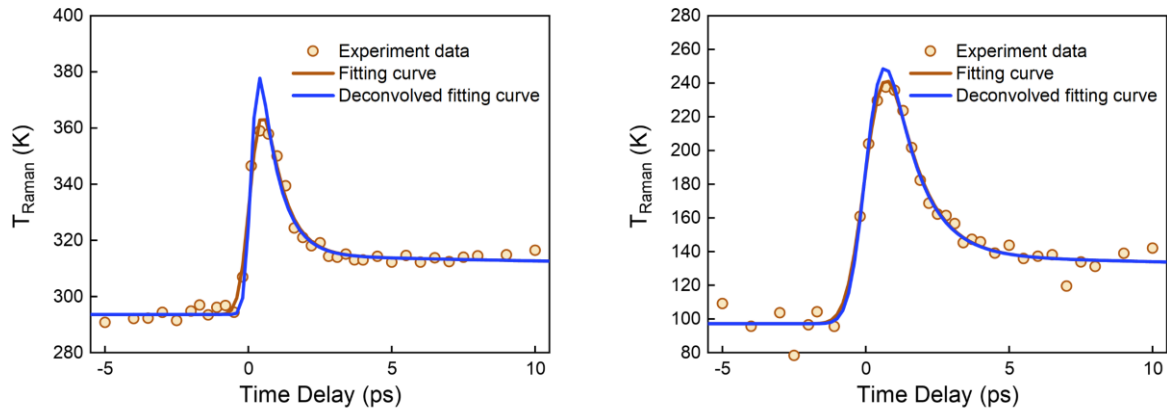 400
380
360
340
320
300
280
-5
0
5
10
T_Raman (K)
Time Delay (ps)
Experiment data
Fitting curve
Deconvolved fitting curve
280
260
240
220
200
180
160
140
120
100
80
-5
0
5
10
T_Raman (K)
Time Delay (ps)
Experiment data
Fitting curve
Deconvolved fitting curve